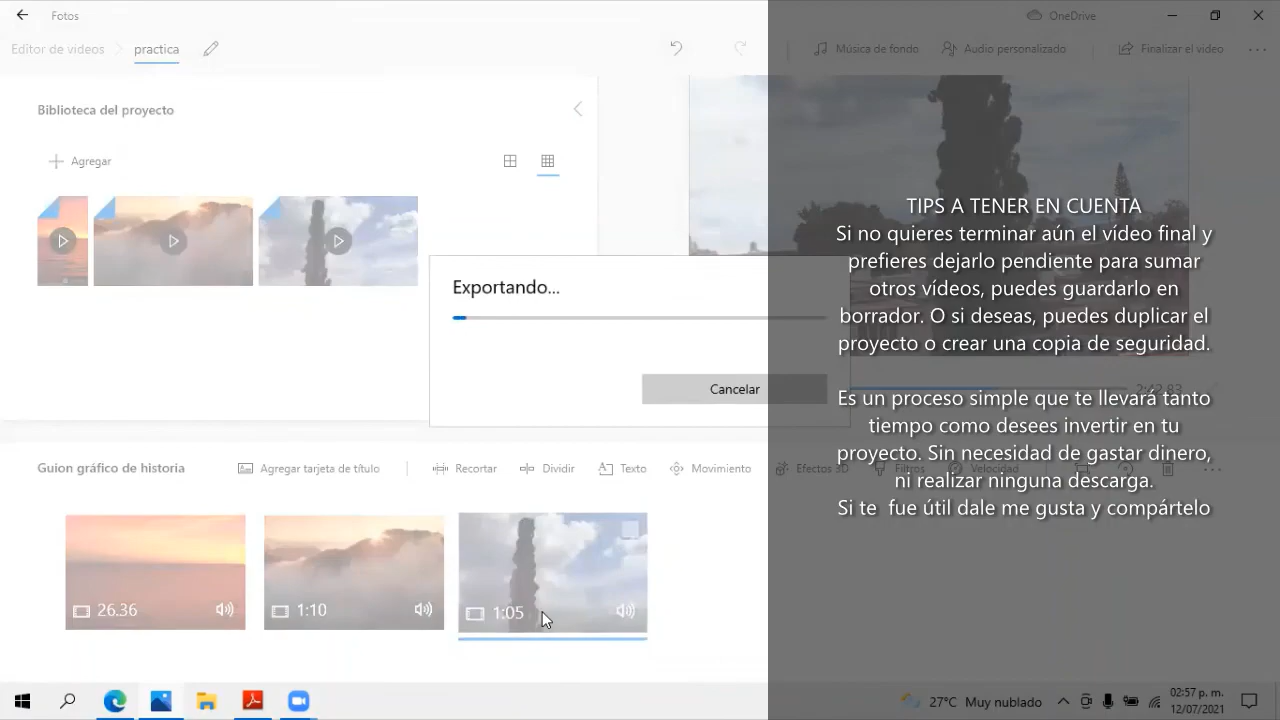 Fotos
OneDrive
Editor de videos
practica
Música de fondo
Audio personalizado
Finalizar el video
Biblioteca del proyecto
Agregar
TIPS A TENER EN CUENTA
Si no quieres terminar aún el vídeo final y
prefieres dejarlo pendiente para sumar
otros vídeos, puedes guardarlo en
borrador. O si deseas, puedes duplicar el
proyecto o crear una copia de seguridad.
Es un proceso simple que te llevará tanto
tiempo como desees invertir en tu
proyecto. Sin necesidad de gastar dinero,
ni realizar ninguna descarga.
Si te  fue útil dale me gusta y compártelo
Exportando...
Cancelar
2:42.83
Guion gráfico de historia
Agregar tarjeta de título
Recortar
Dividir
Texto
Movimiento
Efectos 3D
Filtros
Velocidad
26.36
1:10
1:05
27°C Muy nublado
02:57 p. m.
12/07/2021